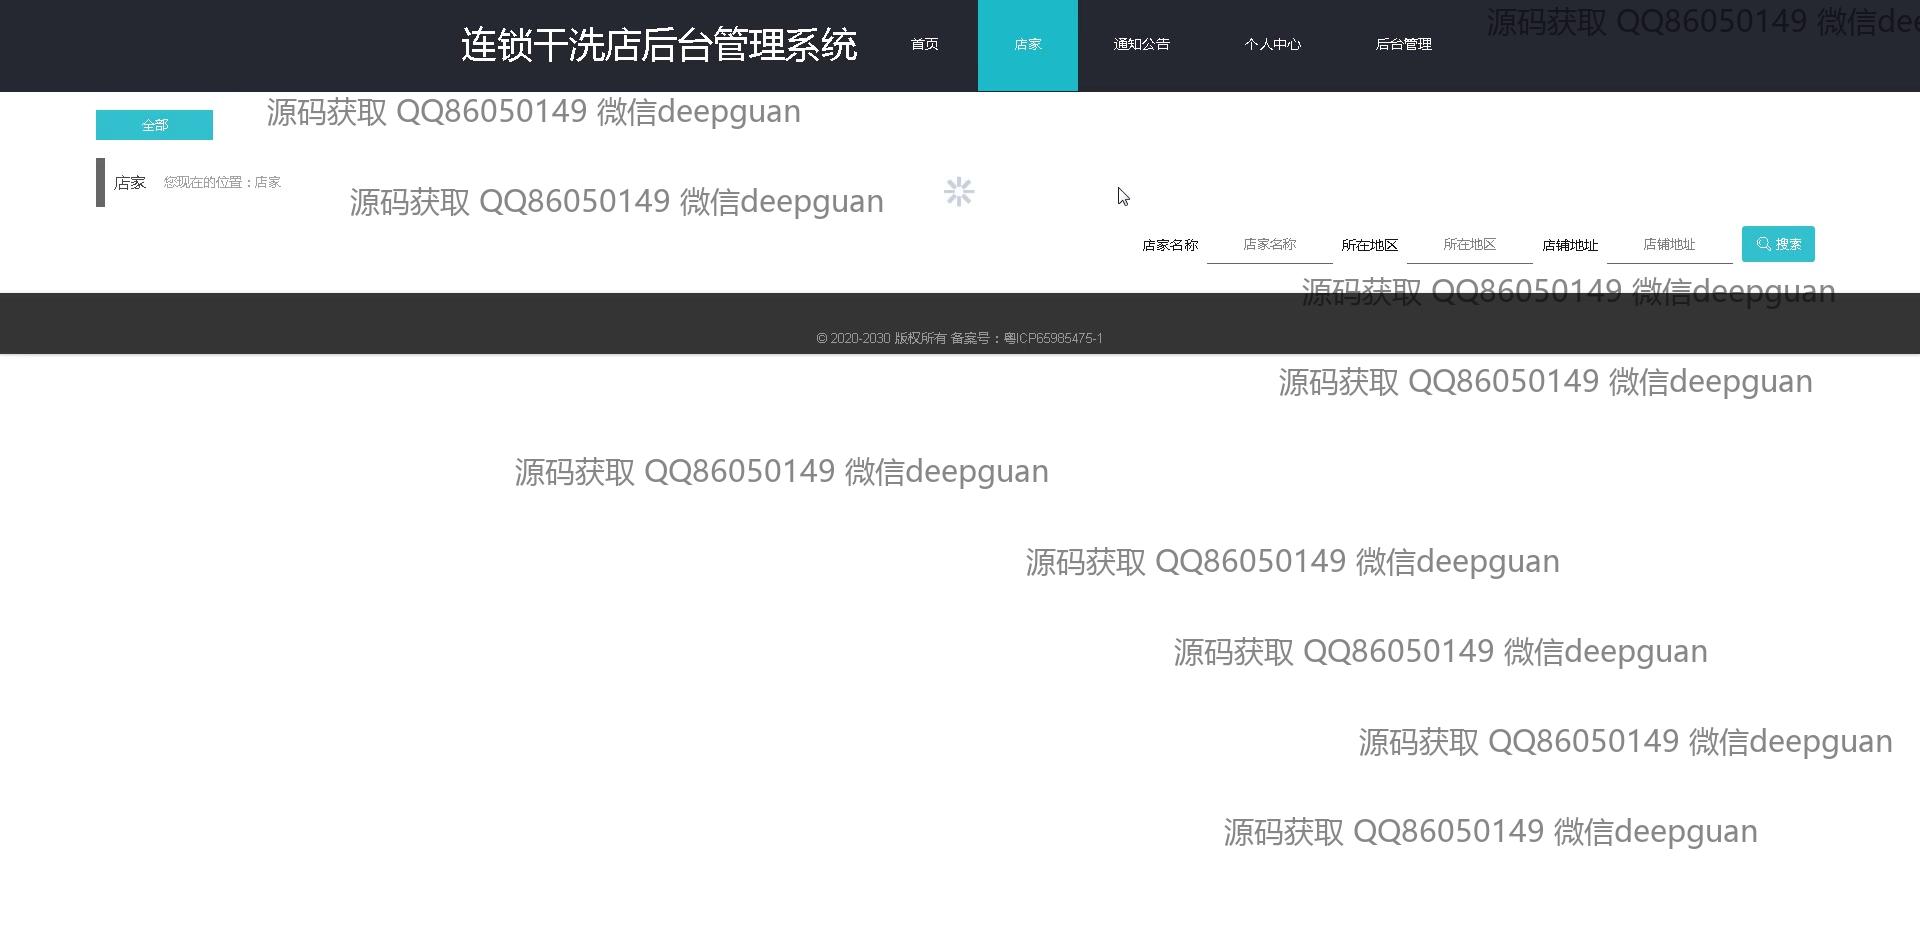 源码获取 QQ86050149 微信dee
连锁干洗店后台管理系统 首页 店家 通知公告 个人中心 后台管理
源码获取 QQ86050149 微信deepguan
全部
店家 您现在的位置：店家
源码获取 QQ86050149 微信deepguan
店家名称 店家名称 所在地区 所在地区 店铺地址 店铺地址 搜索
源码获取 QQ86050149 微信deepguan
© 2020-2030 版权所有 备案号：粤ICP65985475-1
源码获取 QQ86050149 微信deepguan
源码获取 QQ86050149 微信deepguan
源码获取 QQ86050149 微信deepguan
源码获取 QQ86050149 微信deepguan
源码获取 QQ86050149 微信deepguan
源码获取 QQ86050149 微信deepguan